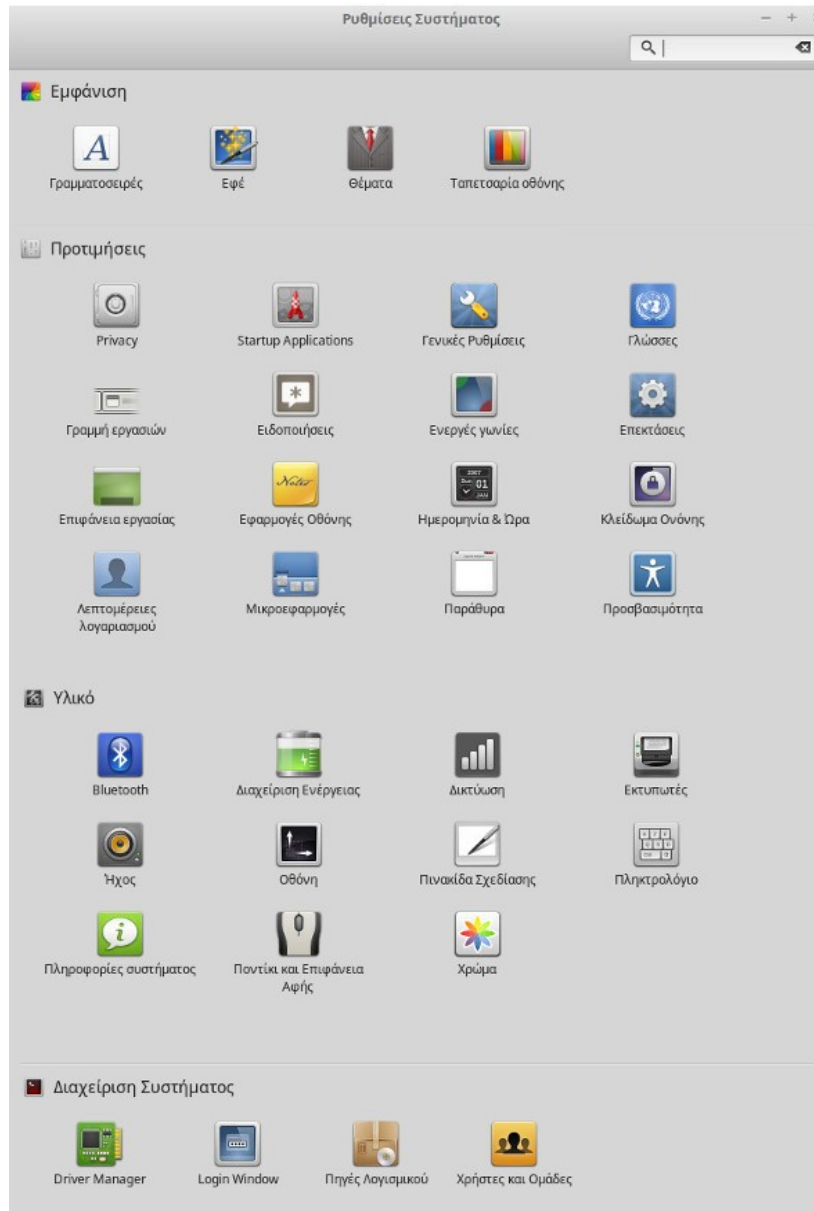 Ρυθμίσεις Συστήματος
Εμφάνιση
Γραμματοσειρές Εφέ Θέματα Ταπετσαρία οθόνης
Προτιμήσεις
Privacy Startup Applications Γενικές Ρυθμίσεις Γλώσσες
Γραμμή εργασιών Ειδοποιήσεις Ενεργές γωνίες Επεκτάσεις
Επιφάνεια εργασίας Εφαρμογές Οθόνης Ημερομηνία & Ώρα Κλείδωμα Ονόνης
Λεπτομέρειες Μικροεφαρμογές Παράθυρα Προσβασιμότητα
λογαριασμού
Υλικό
Bluetooth Διαχείριση Ενέργειας Δικτύωση Εκτυπωτές
Ήχος Οθόνη Πινακίδα Σχεδίασης Πληκτρολόγιο
Πληροφορίες συστήματος Ποντίκι και Επιφάνεια Χρώμα
Αφής
Διαχείριση Συστήματος
Driver Manager Login Window Πηγές Λογισμικού Χρήστες και Ομάδες